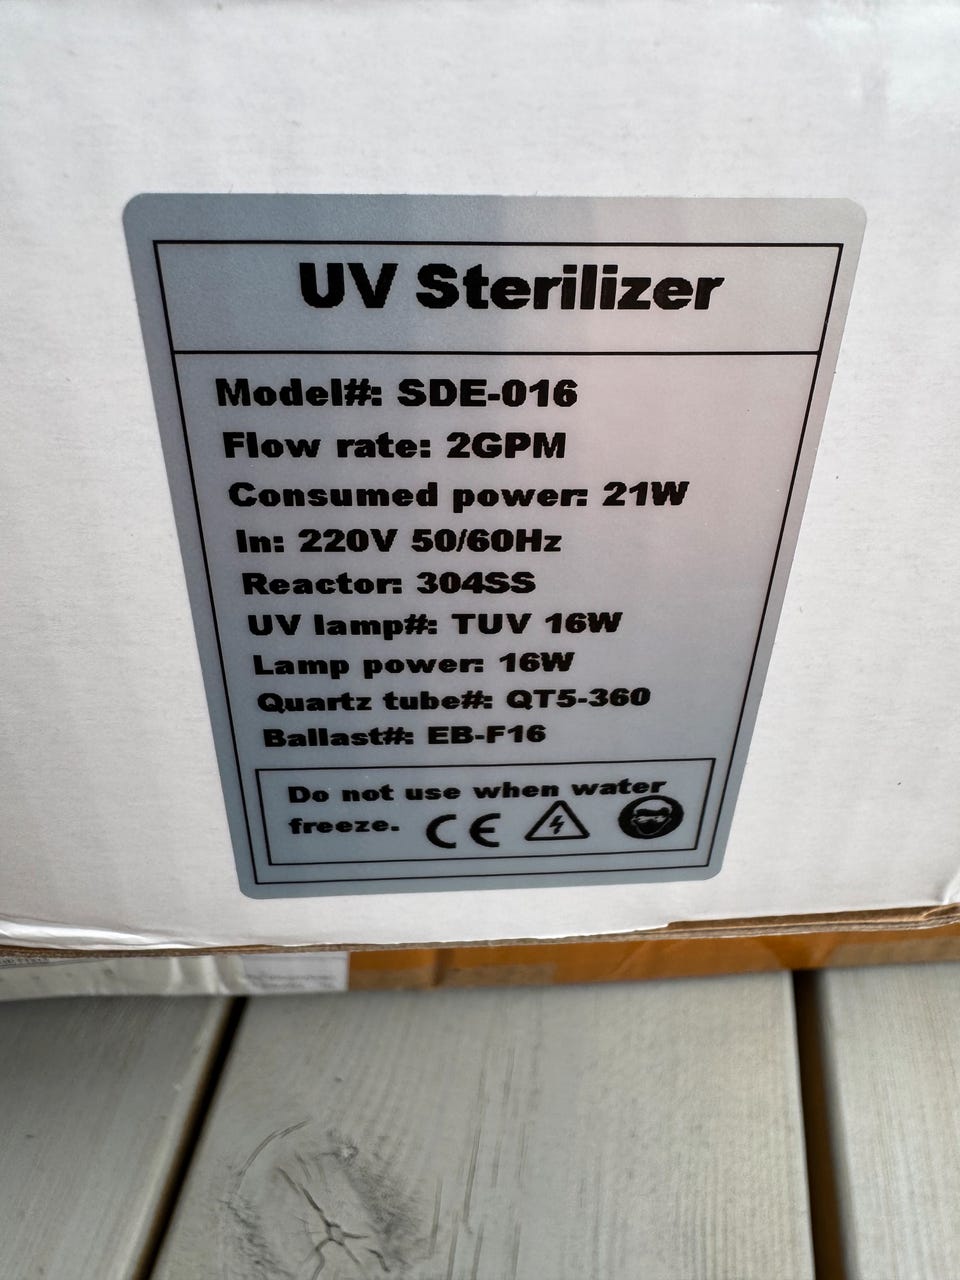 UV Sterilizer
Model#: SDE-016
Flow rate: 2GPM
Consumed power: 21W
In: 220V 50/60Hz
Reactor: 304SS
UV lamp#: TUV 16W
Lamp power: 16W
Quartz tube#: QT5-360
Ballast#: EB-F16
Do not use when water
freeze. CE